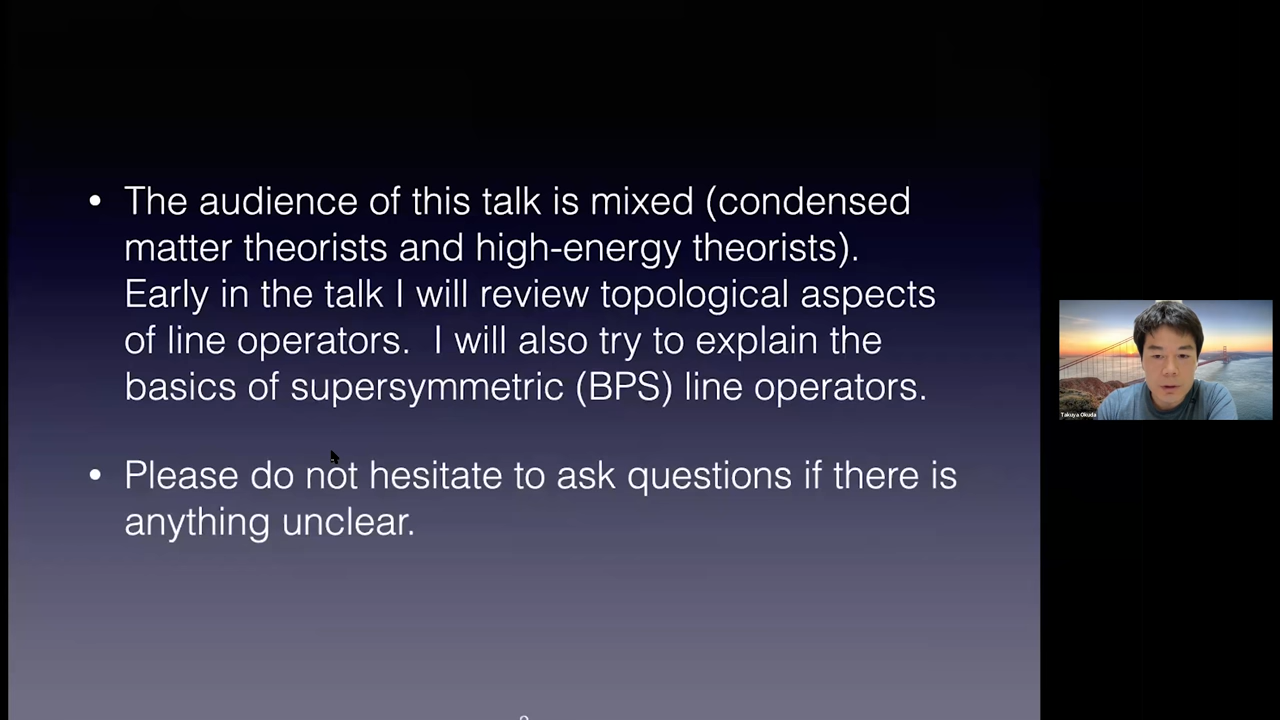 • The audience of this talk is mixed (condensed
matter theorists and high-energy theorists).
Early in the talk I will review topological aspects
of line operators. I will also try to explain the
basics of supersymmetric (BPS) line operators.
• Please do not hesitate to ask questions if there is
anything unclear.
Takuya Okuda